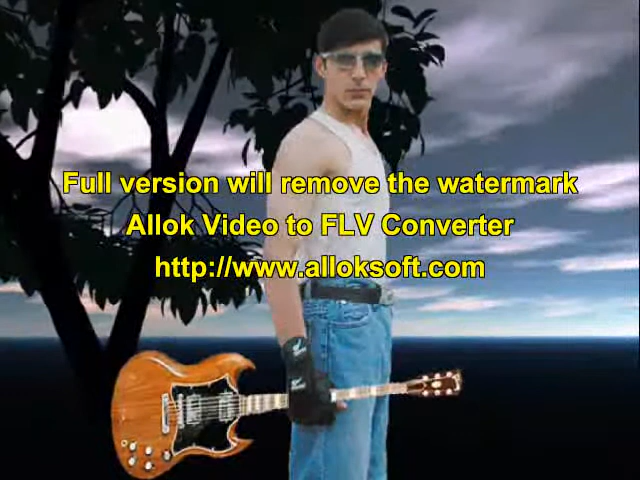 Full version will remove the watermark
Allok Video to FLV Converter
http://www.alloksoft.com